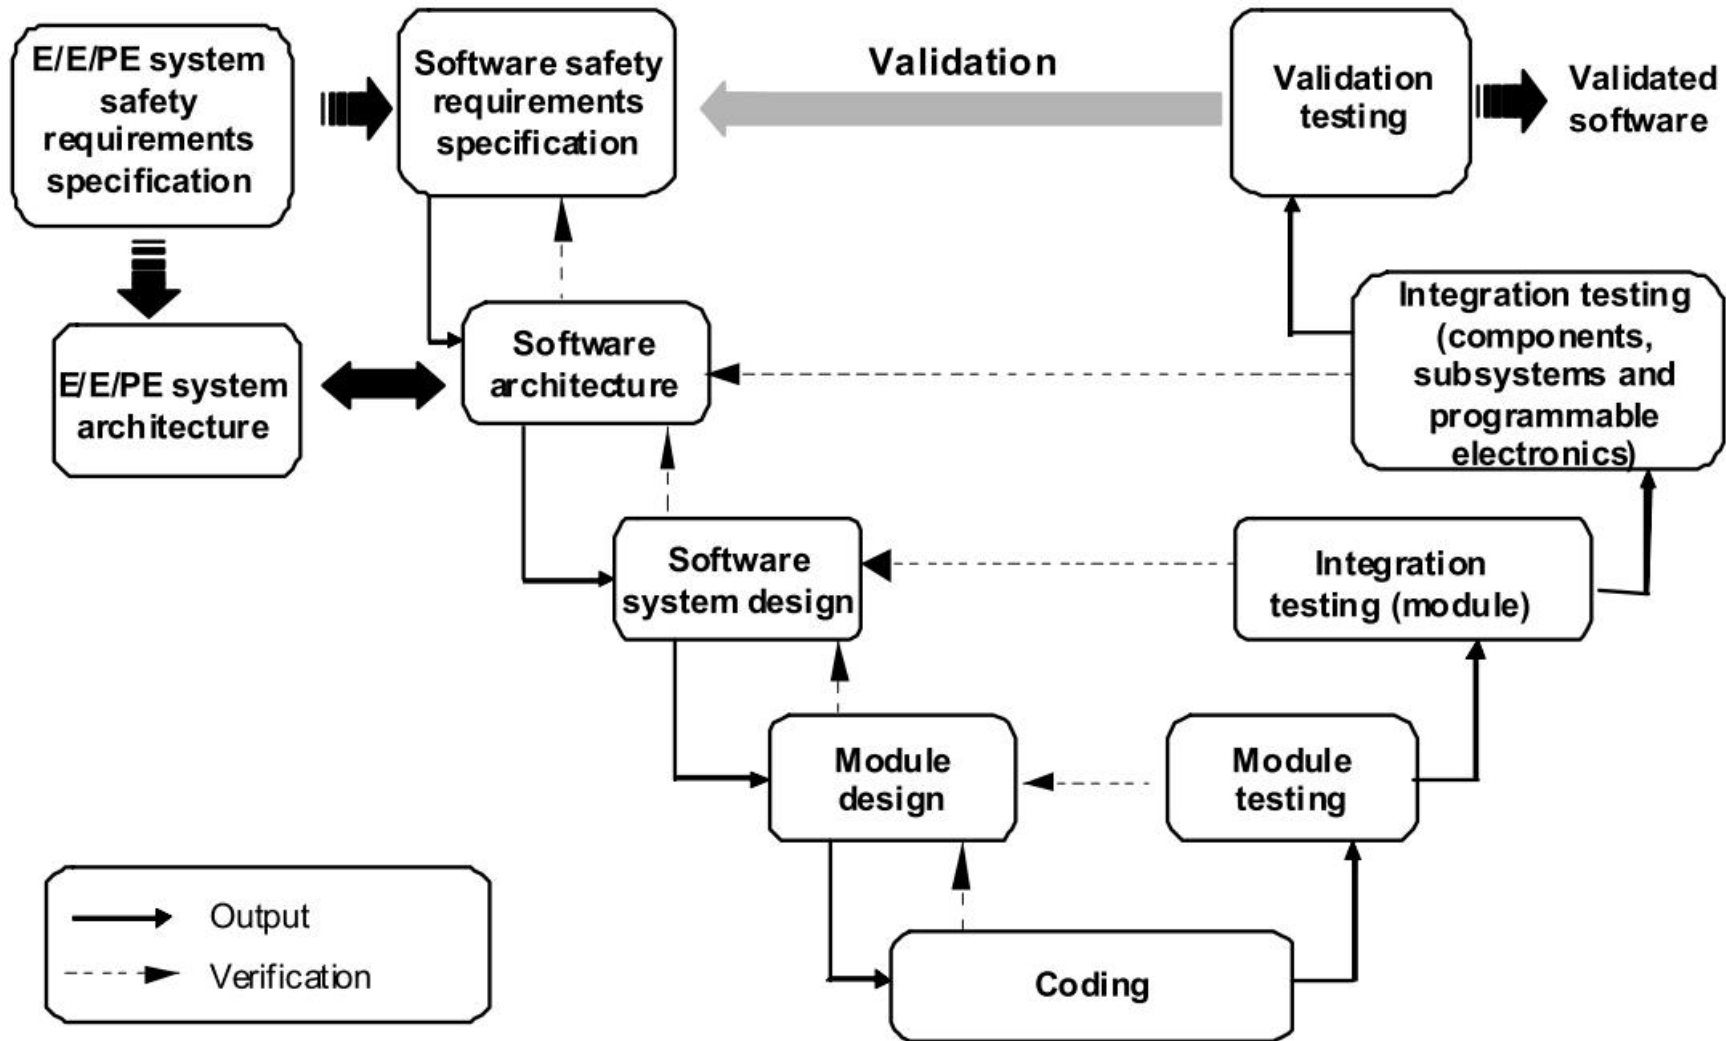 E/E/PE system
safety
requirements
specification
Software safety
requirements
specification
Validation
Validation
testing
Validated
software
E/E/PE system
architecture
Software
architecture
Integration testing
(components,
subsystems and
programmable
electronics)
Software
system design
Integration
testing (module)
Module
design
Module
testing
Output
Verification
Coding